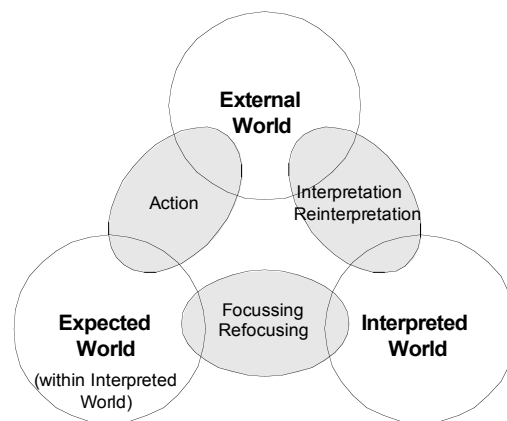 External
World
Action
Interpretation
Reinterpretation
Focussing
Refocusing
Expected
World
(within Interpreted
World)
Interpreted
World